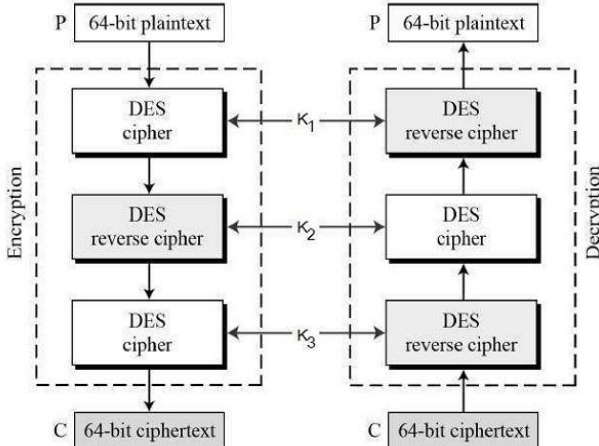 P 64-bit plaintext
P 64-bit plaintext
Encryption
DES
cipher
K1
DES
reverse cipher
DES
reverse cipher
K2
DES
cipher
DES
cipher
K3
DES
reverse cipher
Decryption
C 64-bit ciphertext
C 64-bit ciphertext